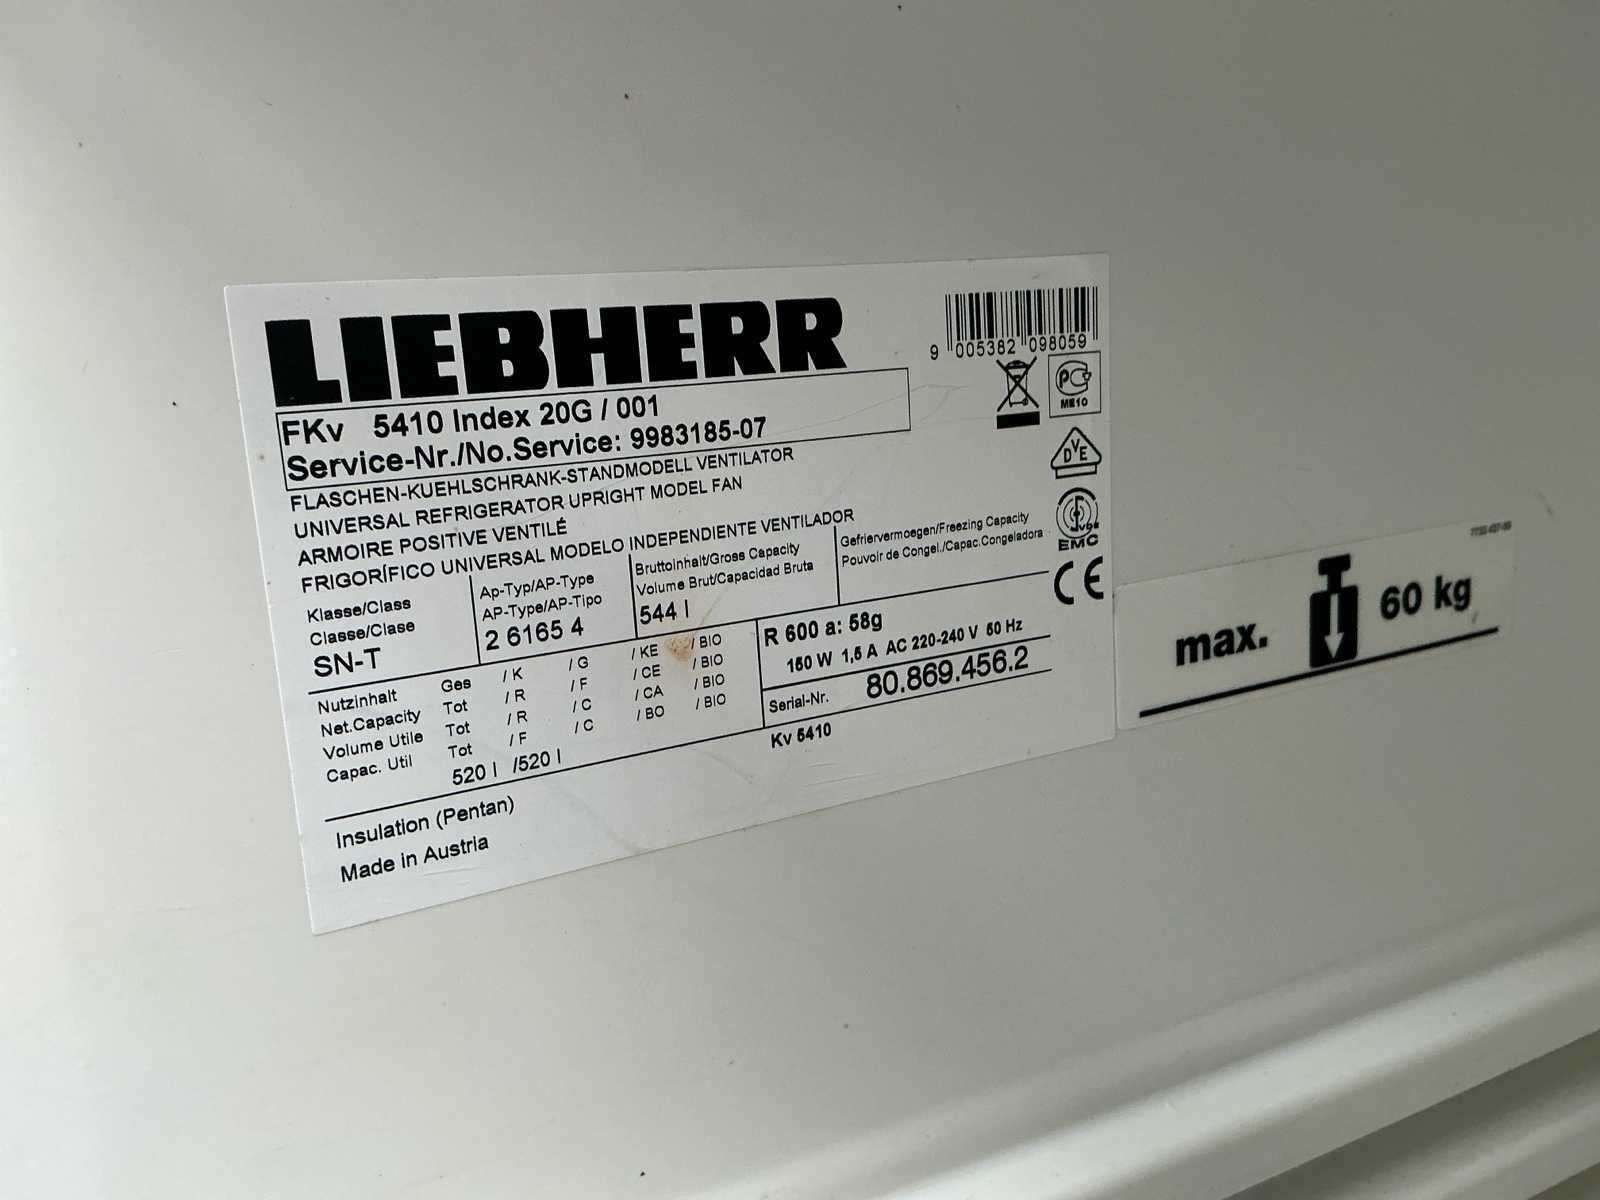 LIEBHERR
9 005382 098059
FKv 5410 Index 20G / 001
Service-Nr./No.Service: 9983185-07
FLASCHEN-KUEHLSCHRANK-STANDMODELL VENTILATOR
UNIVERSAL REFRIGERATOR UPRIGHT MODEL FAN
ARMOIRE POSITIVE VENTILÉ
FRIGORÍFICO UNIVERSAL MODELO INDEPENDIENTE VENTILADOR
Klasse/Class
Classe/Clase
SN-T
Ap-Typ/AP-Type
AP-Type/AP-Tipo
2 6165 4
Bruttoinhalt/Gross Capacity
Volume Brut/Capacidad Bruta
544 l
Gefriervermoegen/Freezing Capacity
Pouvoir de Congel./Capac.Congeladora
Nutzinhalt Ges / K / G / KE / BIO
Net.Capacity Tot / R / F / CE / BIO
Volume Utile Tot / R / C / CA / BIO
Capac. Util Tot / F / C / BO / BIO
520 l /520 l
R 600 a: 58g
150 W 1,5 A AC 220-240 V 50 Hz
Serial-Nr. 80.869.456.2
Kv 5410
Insulation (Pentan)
Made in Austria
PC
ME10
DVE
EMC
CE
max. 60 kg